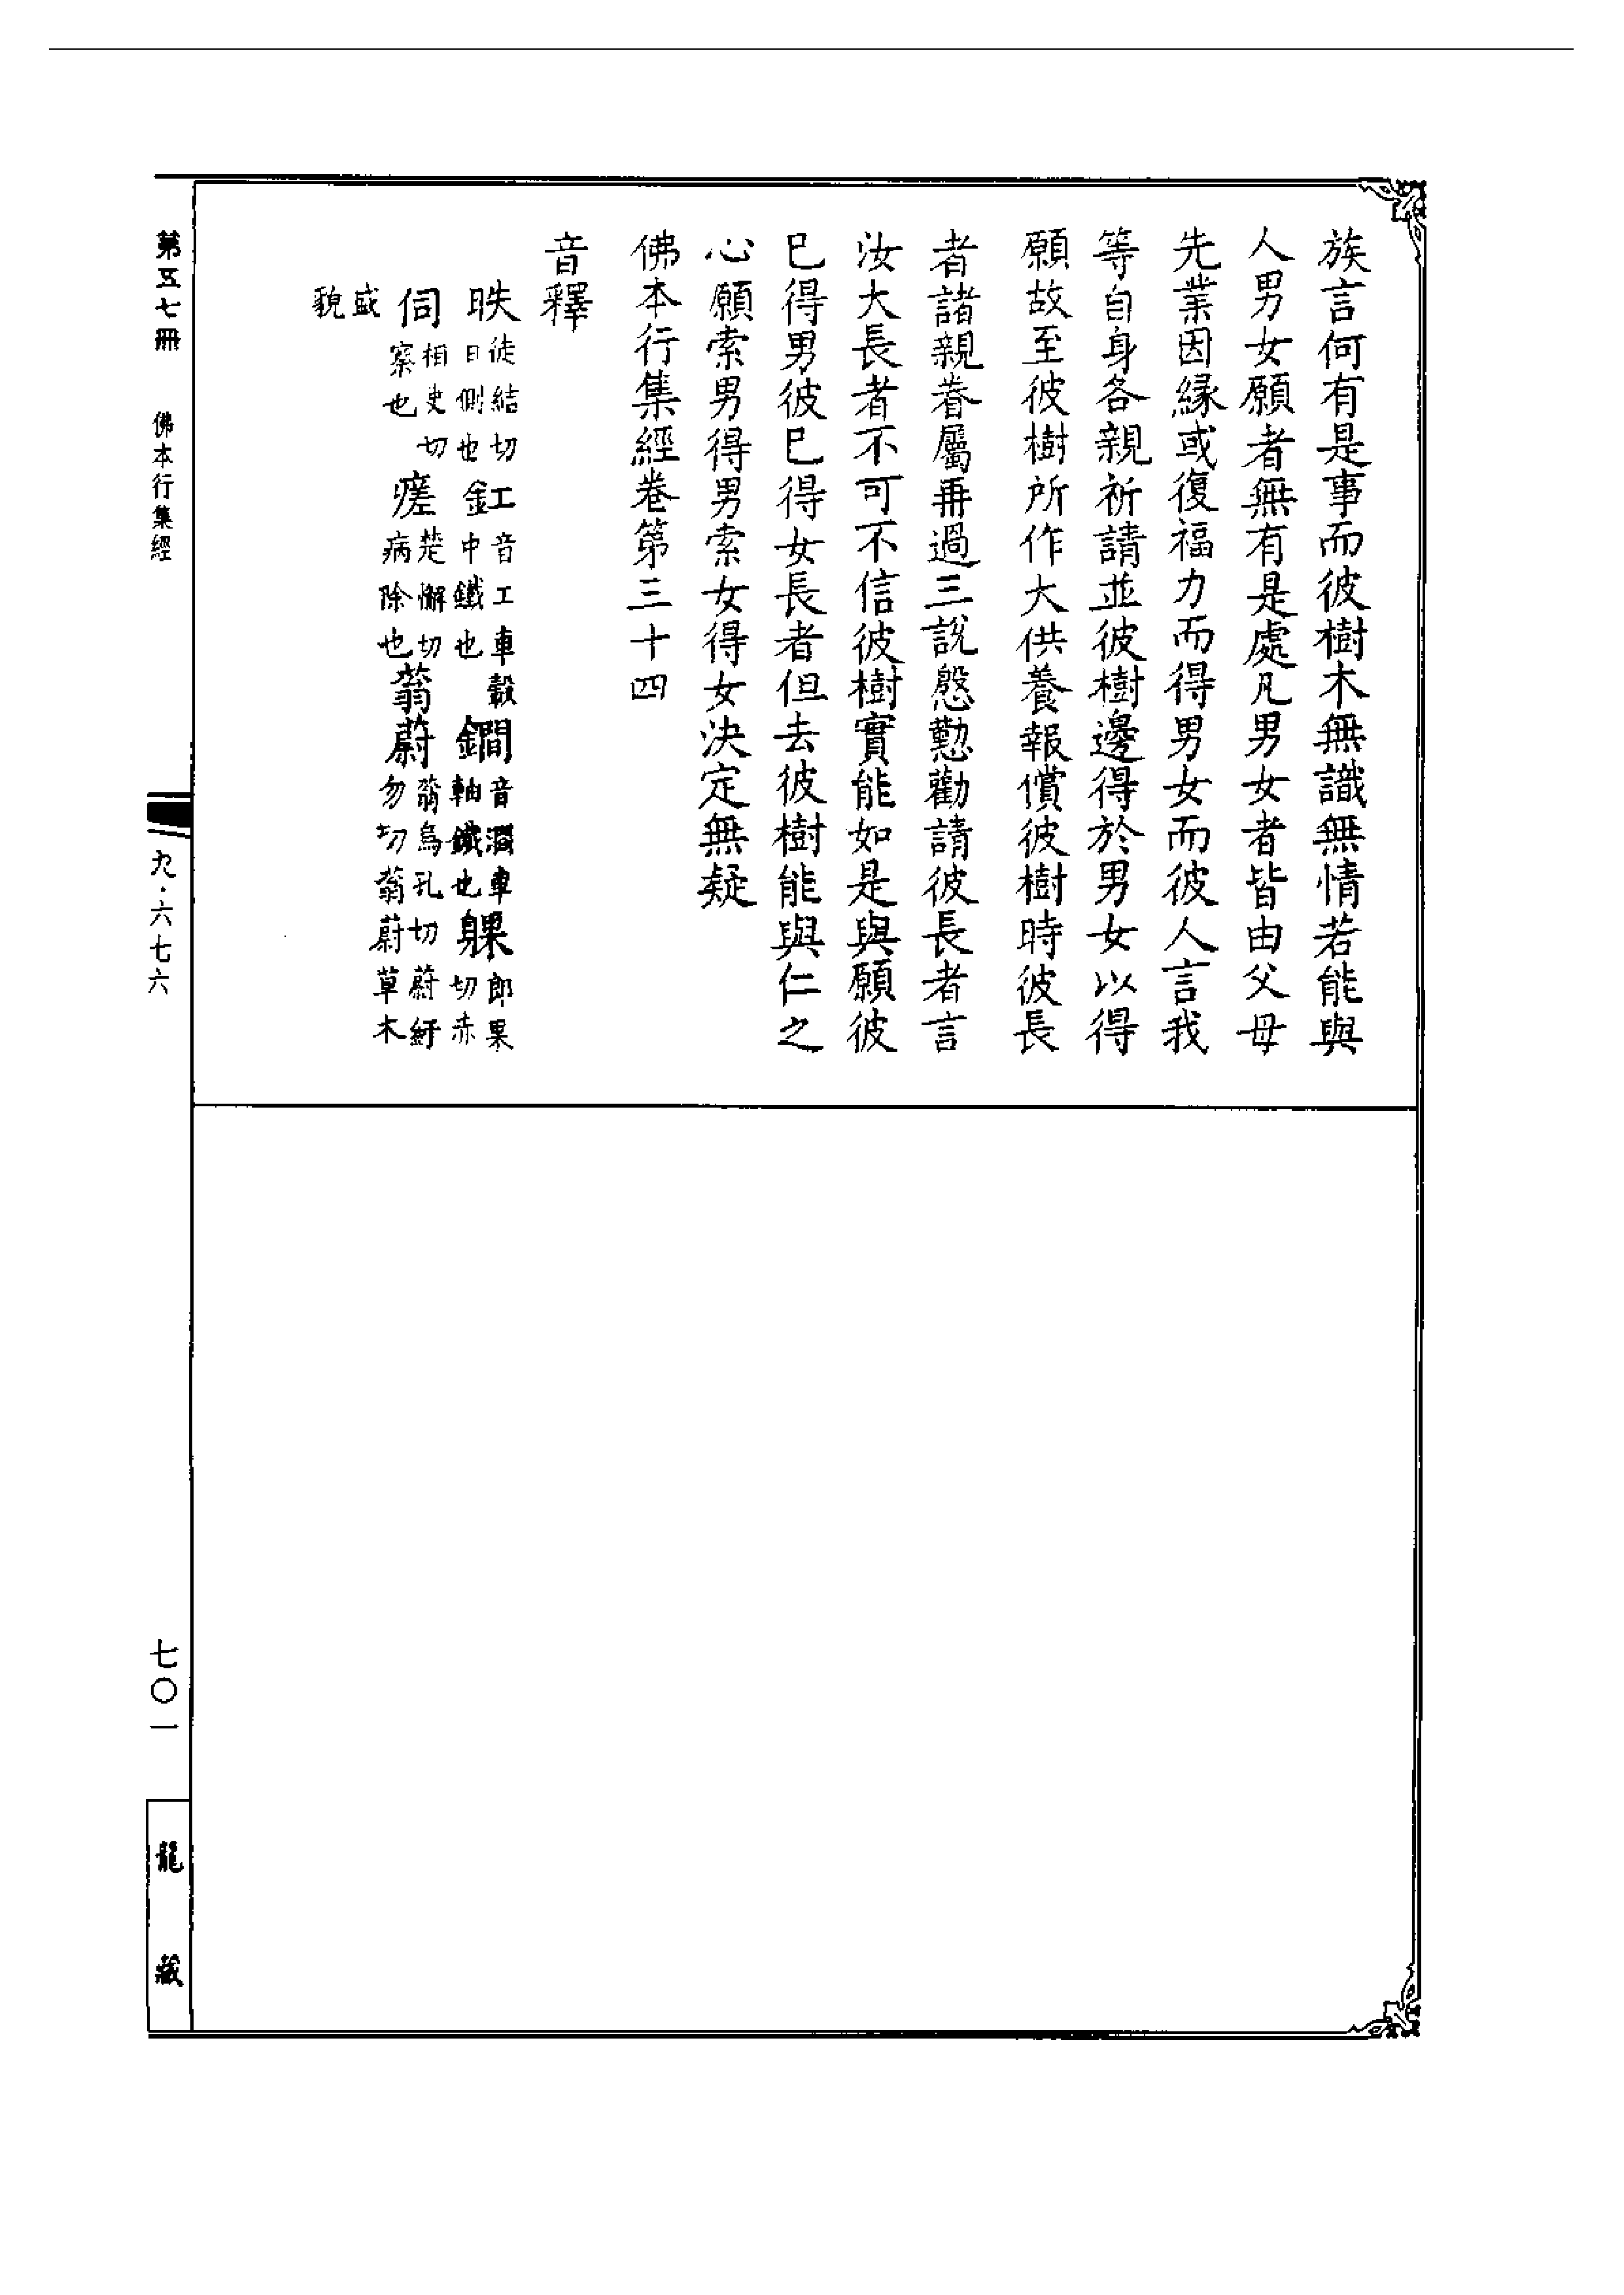 族言何有是事而彼樹木無識無情若能與
人男女願者無有是處凡男女者皆由父母
先業因緣或復福力而得男女而彼人言我
等自身各親祈請並彼樹邊得於男女以得
願故至彼樹所作大供養報償彼樹時彼長
者諸親眷屬再過三說慇懃勸請彼長者言
汝大長者不可不信彼樹實能如是與願彼
已得男彼已得女長者但去彼樹能與仁之
心願索男得男索女得女決定無疑
佛本行集經卷第三十四
音釋
昳徒結切日側也釭工音工車轂中鐵也鐧音澗車軸鐵也躶郎果切赤
伺相吏切察也瘥楚懈切病除也蓊蔚蓊烏孔切蔚紆勿切蓊蔚草木
盛貌
第五七冊 佛本行集經 九·六七六 七〇一 龍藏